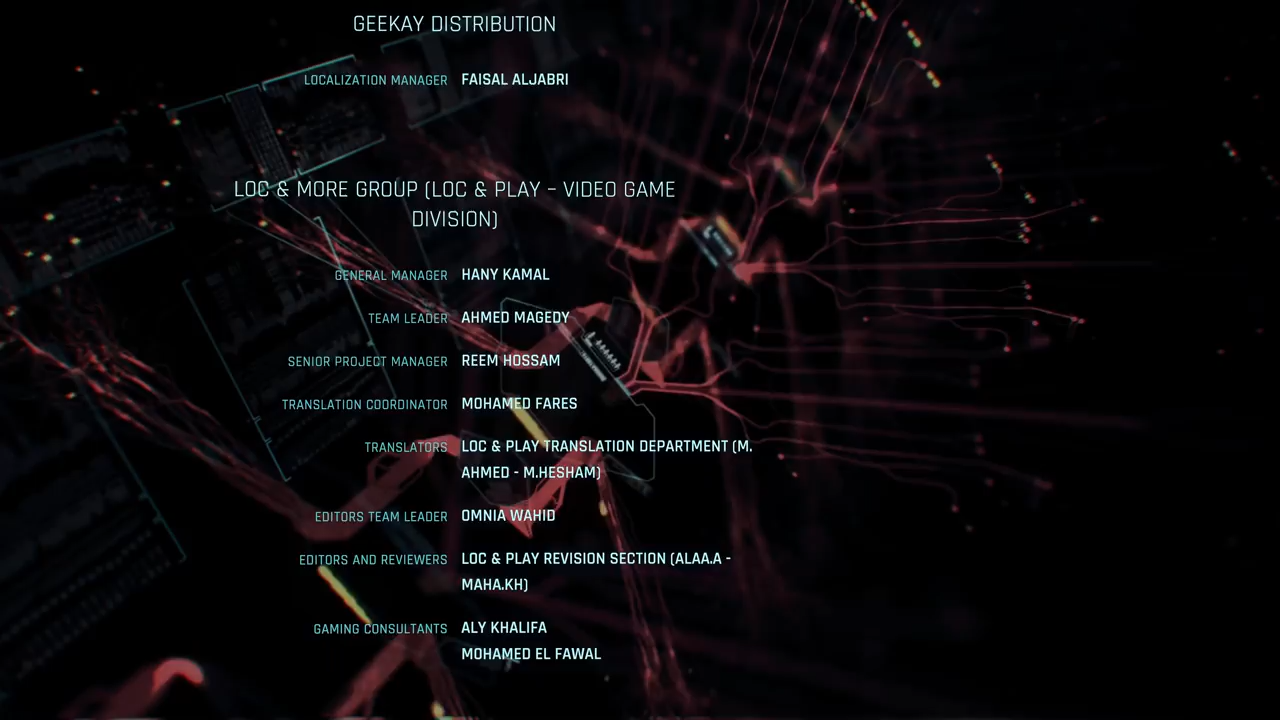 GEEKAY DISTRIBUTION
LOCALIZATION MANAGER FAISAL ALJABRI
LOC & MORE GROUP (LOC & PLAY – VIDEO GAME
DIVISION)
GENERAL MANAGER HANY KAMAL
TEAM LEADER AHMED MAGEDY
SENIOR PROJECT MANAGER REEM HOSSAM
TRANSLATION COORDINATOR MOHAMED FARES
TRANSLATORS LOC & PLAY TRANSLATION DEPARTMENT (M.
AHMED - M.HESHAM)
EDITORS TEAM LEADER OMNIA WAHID
EDITORS AND REVIEWERS LOC & PLAY REVISION SECTION (ALAA.A -
MAHA.KH)
GAMING CONSULTANTS ALY KHALIFA
MOHAMED EL FAWAL